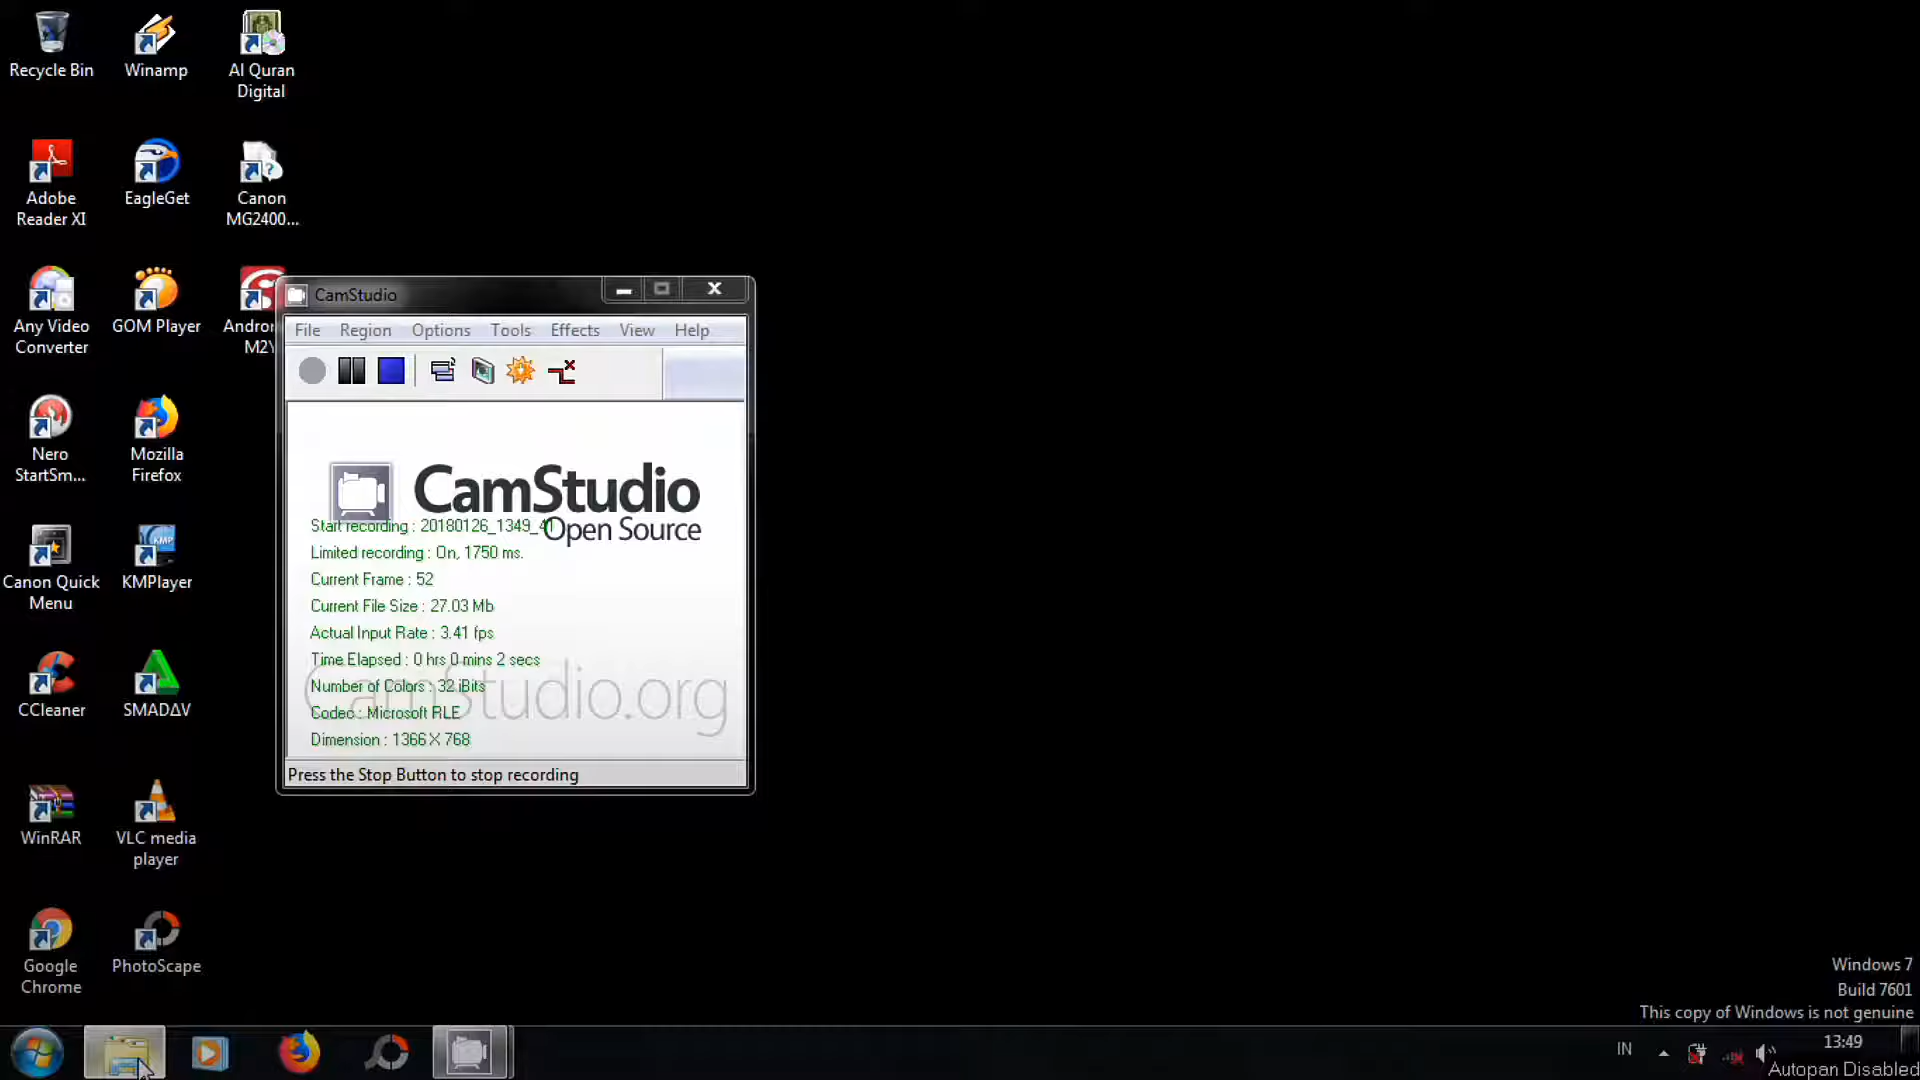 Recycle Bin
Winamp
Al Quran
Digital
Adobe
Reader XI
EagleGet
Canon
MG2400...
Any Video
Converter
GOM Player
Andro
M2
Nero
StartSm...
Mozilla
Firefox
Canon Quick
Menu
KMP
KMPlayer
CCleaner
SMADΔV
WinRAR
VLC media
player
Google
Chrome
PhotoScape
CamStudio
File Region Options Tools Effects View Help
CamStudio
Open Source
Start recording : 20180126_1349_41
Limited recording : On, 1750 ms.
Current Frame : 52
Current File Size : 27.03 Mb
Actual Input Rate : 3.41 fps
Time Elapsed : 0 hrs 0 mins 2 secs
Number of Colors : 32 iBits
CamStudio.org
Codec : Microsoft RLE
Dimension : 1366 X 768
Press the Stop Button to stop recording
Windows 7
Build 7601
This copy of Windows is not genuine
IN
13:49
Autopan Disabled